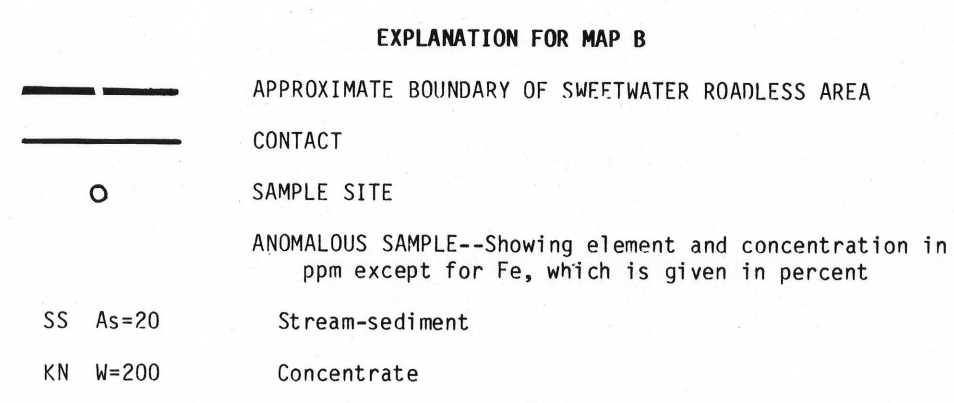 EXPLANATION FOR MAP B
APPROXIMATE BOUNDARY OF SWEETWATER ROADLESS AREA
CONTACT
SAMPLE SITE
ANOMALOUS SAMPLE--Showing element and concentration in
ppm except for Fe, which is given in percent
SS As=20 Stream-sediment
KN W=200 Concentrate